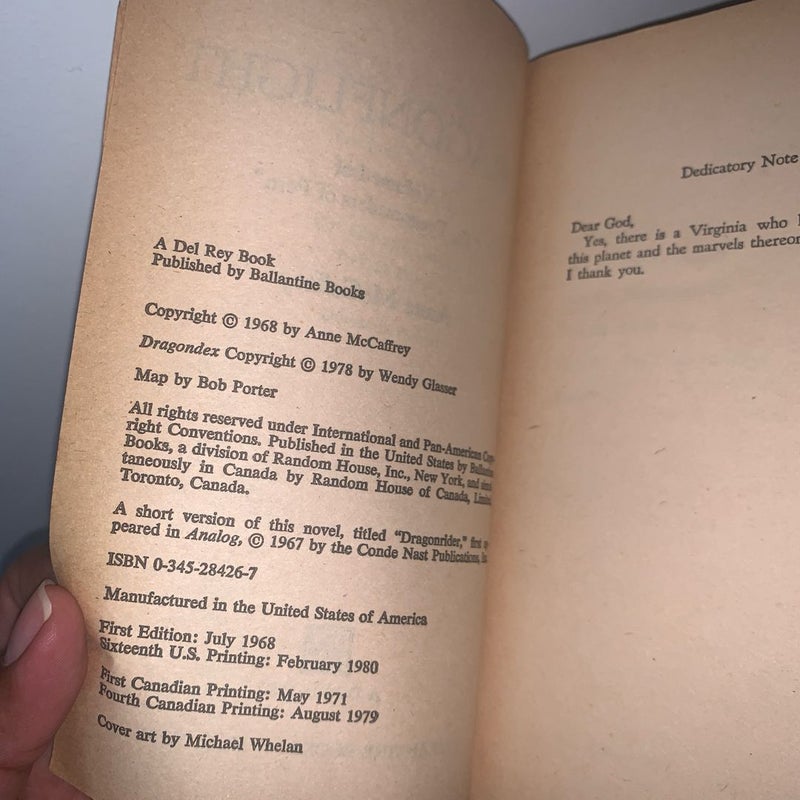 A Del Rey Book
Published by Ballantine Books
Copyright © 1968 by Anne McCaffrey
Dragondex Copyright © 1978 by Wendy Glasser
Map by Bob Porter
All rights reserved under International and Pan-American Cop-
right Conventions. Published in the United States by Ballantine
Books, a division of Random House, Inc., New York, and simul-
taneously in Canada by Random House of Canada, Limited
Toronto, Canada.
A short version of this novel, titled “Dragonrider,” first ap-
peared in Analog, © 1967 by the Conde Nast Publications, Inc.
ISBN 0-345-28426-7
Manufactured in the United States of America
First Edition: July 1968
Sixteenth U.S. Printing: February 1980
First Canadian Printing: May 1971
Fourth Canadian Printing: August 1979
Cover art by Michael Whelan
Dedicatory Note
Dear God,
Yes, there is a Virginia who
this planet and the marvels thereon
I thank you.